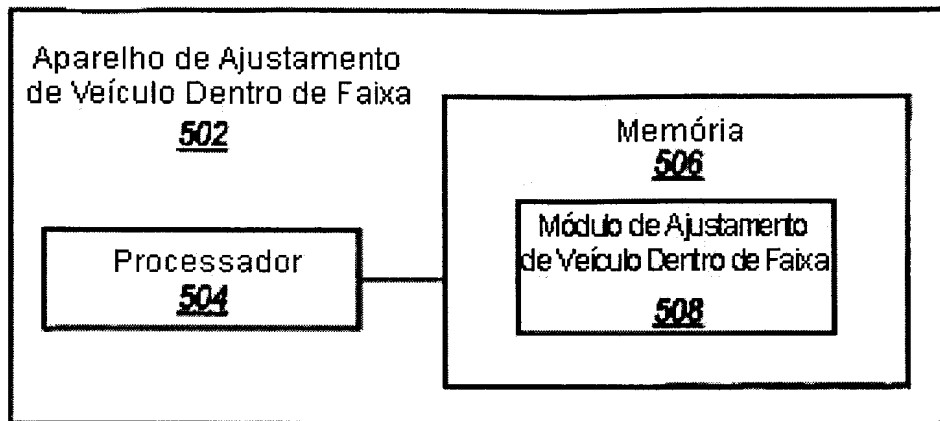 Aparelho de Ajustamento
de Veículo Dentro de Faixa
502
Memória
506
Módulo de Ajustamento
de Veículo Dentro de Faixa
508
Processador
504